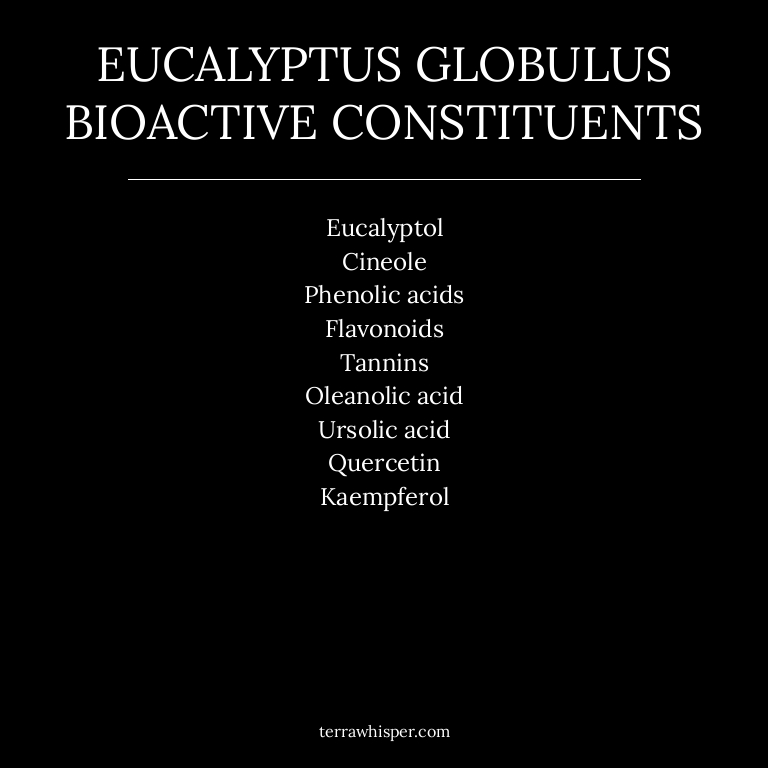 EUCALYPTUS GLOBULUS
BIOACTIVE CONSTITUENTS
Eucalyptol
Cineole
Phenolic acids
Flavonoids
Tannins
Oleanolic acid
Ursolic acid
Quercetin
Kaempferol
terrawhisper.com